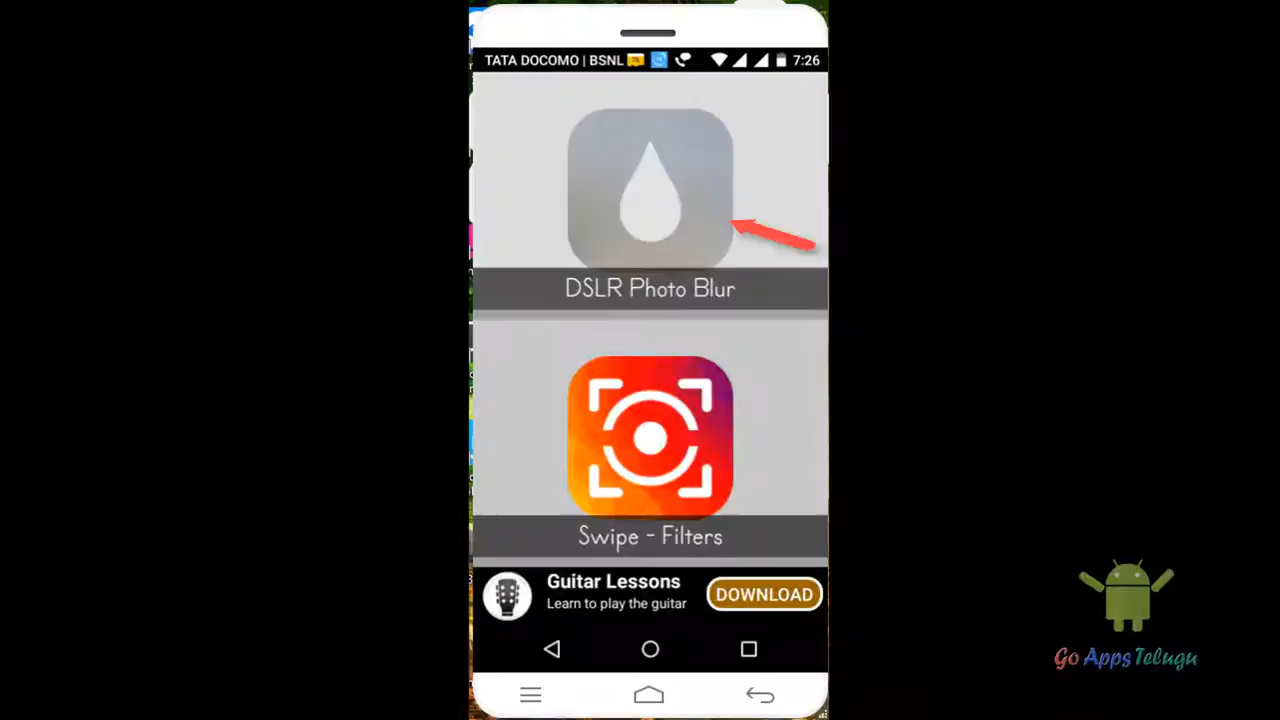 TATA DOCOMO | BSNL 7:26
DSLR Photo Blur
Swipe - Filters
Guitar Lessons
Learn to play the guitar
DOWNLOAD
Go Apps Telugu